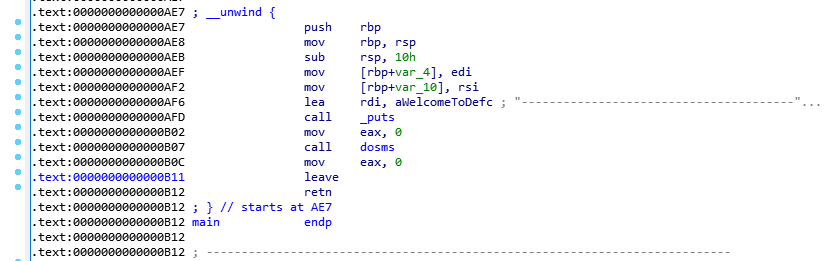 .text:0000000000000AE7 ; __unwind {
.text:0000000000000AE7 push rbp
.text:0000000000000AE8 mov rbp, rsp
.text:0000000000000AEB sub rsp, 10h
.text:0000000000000AEF mov [rbp+var_4], edi
.text:0000000000000AF2 mov [rbp+var_10], rsi
.text:0000000000000AF6 lea rdi, aWelcomeToDefc ; "---------------------------------------"...
.text:0000000000000AFD call _puts
.text:0000000000000B02 mov eax, 0
.text:0000000000000B07 call dosms
.text:0000000000000B0C mov eax, 0
.text:0000000000000B11 leave
.text:0000000000000B12 retn
.text:0000000000000B12 ; } // starts at AE7
.text:0000000000000B12 main endp
.text:0000000000000B12
.text:0000000000000B12 ; ---------------------------------------------------------------------------